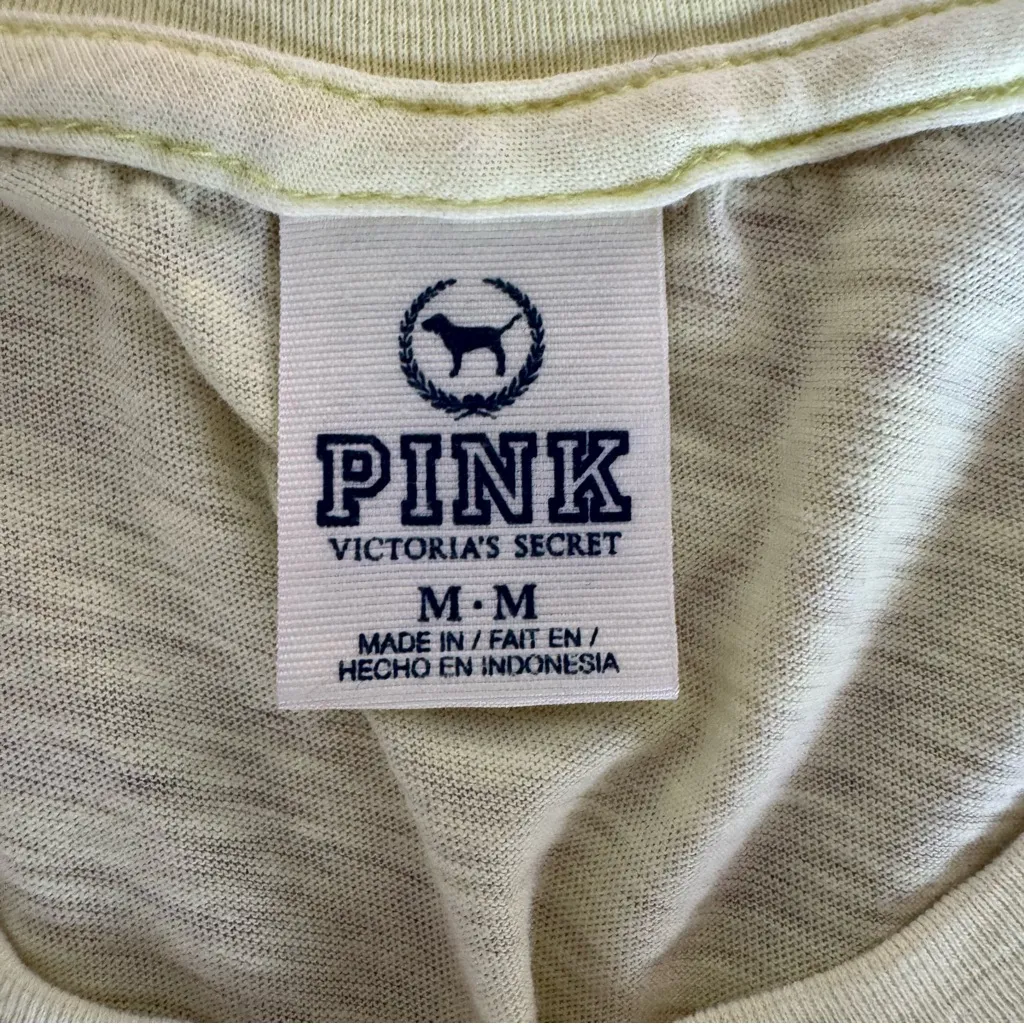 PINK
VICTORIA'S SECRET
M·M
MADE IN / FAIT EN /
HECHO EN INDONESIA